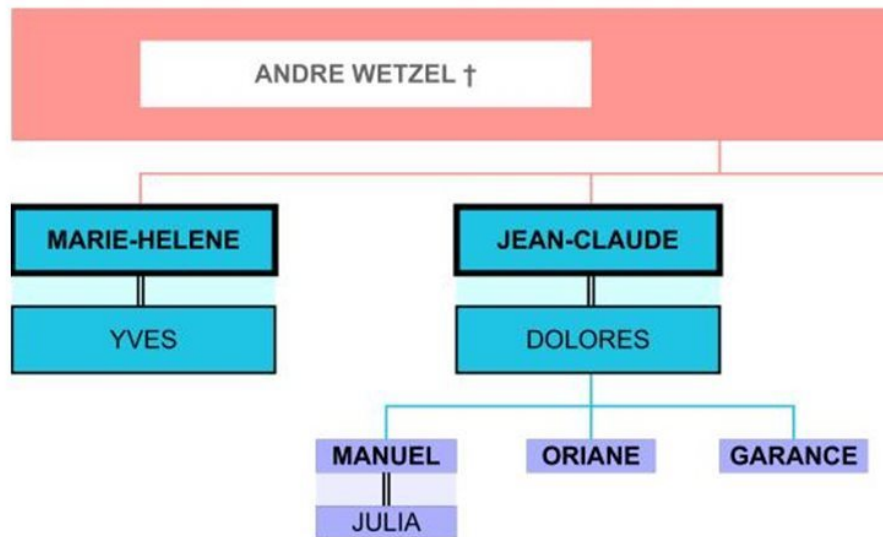 ANDRE WETZEL †
MARIE-HELENE
JEAN-CLAUDE
YVES
DOLORES
MANUEL
ORIANE
GARANCE
JULIA